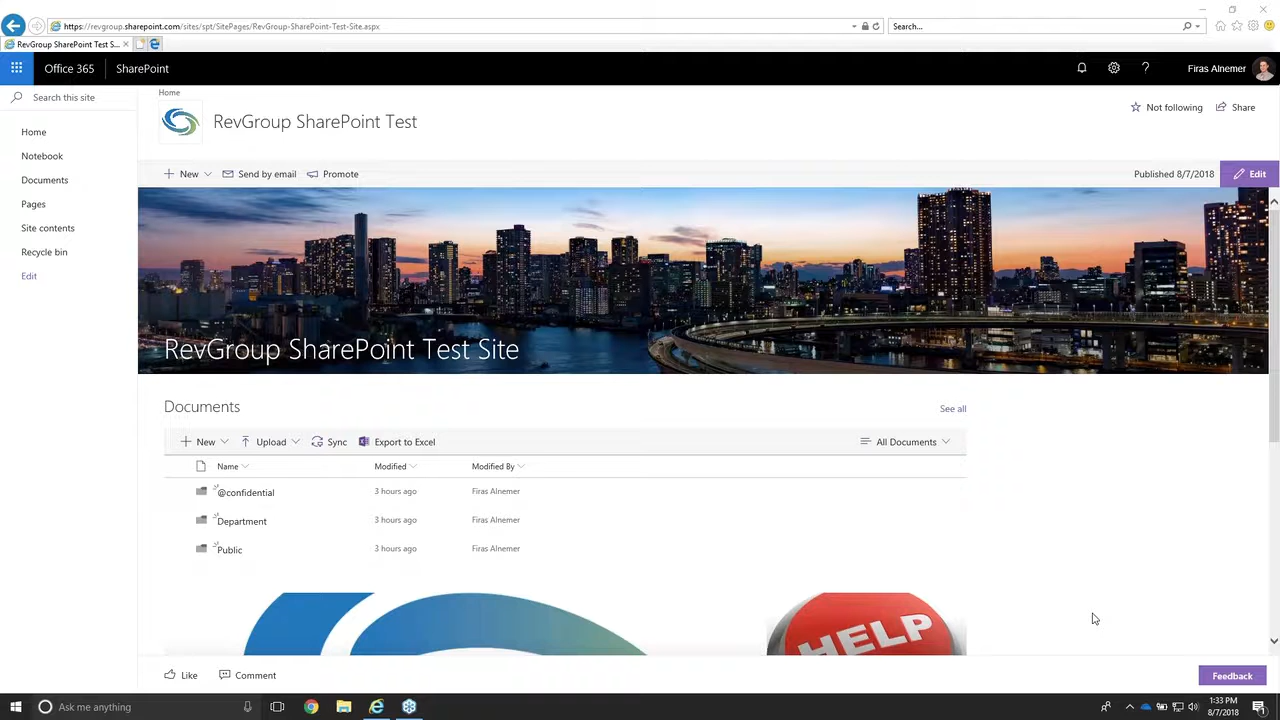 https://revgroup.sharepoint.com/sites/spt/SitePages/RevGroup-SharePoint-Test-Site.aspx
Search...
RevGroup SharePoint Test S...
Office 365
SharePoint
Firas Alnemer
Search this site
Home
RevGroup SharePoint Test
Not following
Share
Home
Notebook
Documents
Pages
Site contents
Recycle bin
Edit
New
Send by email
Promote
Published 8/7/2018
Edit
RevGroup SharePoint Test Site
Documents
See all
New
Upload
Sync
Export to Excel
All Documents
Name
Modified
Modified By
@confidential
3 hours ago
Firas Alnemer
Department
3 hours ago
Firas Alnemer
Public
3 hours ago
Firas Alnemer
HELP
Like
Comment
Feedback
Ask me anything
1:33 PM
8/7/2018